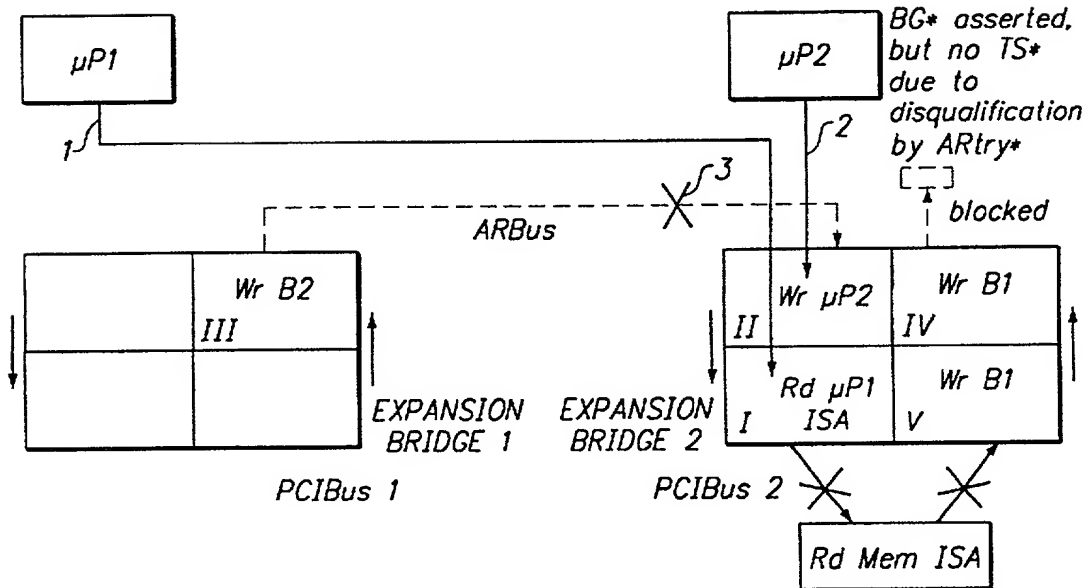 μP1
μP2
BG* asserted,
but no TS*
due to
disqualification
by ARtry*
1
2
3
blocked
ARBus
Wr B2
III
Wr μP2
II
Wr B1
IV
Rd μP1
ISA
I
Wr B1
V
EXPANSION
BRIDGE 1
EXPANSION
BRIDGE 2
PCIBus 1
PCIBus 2
Rd Mem ISA